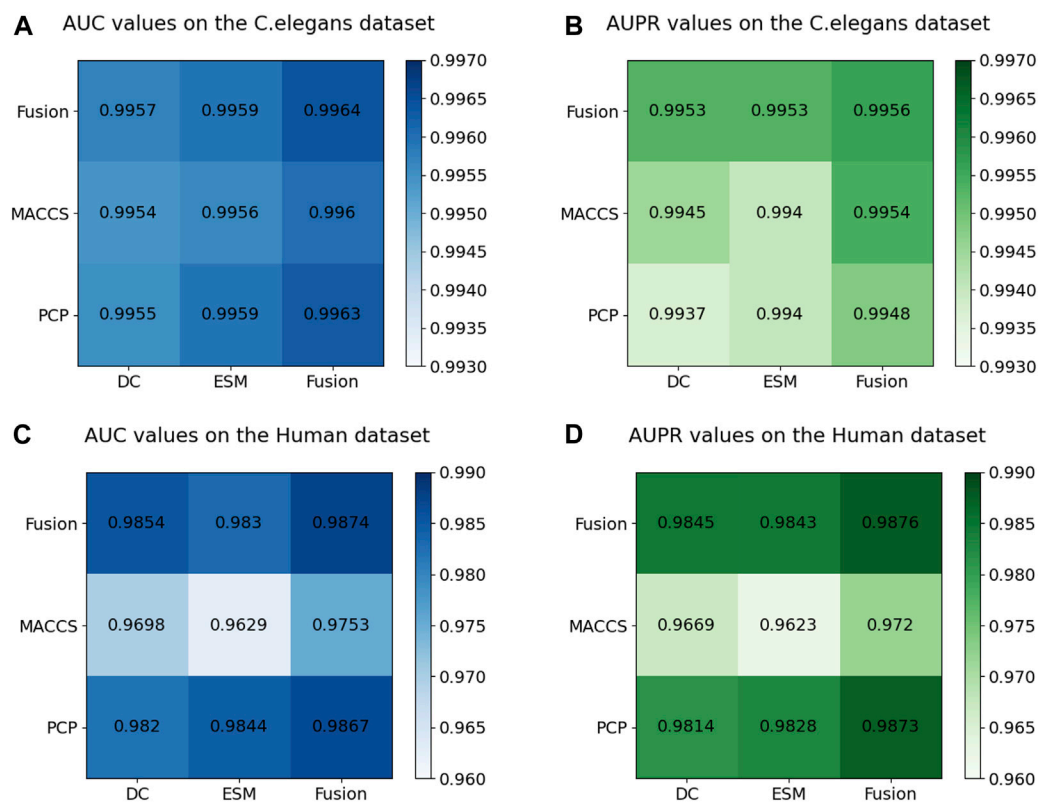 A AUC values on the C.elegans dataset
Fusion 0.9957 0.9959 0.9964
MACCS 0.9954 0.9956 0.996
PCP 0.9955 0.9959 0.9963
DC ESM Fusion
0.9970
0.9965
0.9960
0.9955
0.9950
0.9945
0.9940
0.9935
0.9930
B AUPR values on the C.elegans dataset
Fusion 0.9953 0.9953 0.9956
MACCS 0.9945 0.994 0.9954
PCP 0.9937 0.994 0.9948
DC ESM Fusion
0.9970
0.9965
0.9960
0.9955
0.9950
0.9945
0.9940
0.9935
0.9930
C AUC values on the Human dataset
Fusion 0.9854 0.983 0.9874
MACCS 0.9698 0.9629 0.9753
PCP 0.982 0.9844 0.9867
DC ESM Fusion
0.990
0.985
0.980
0.975
0.970
0.965
0.960
D AUPR values on the Human dataset
Fusion 0.9845 0.9843 0.9876
MACCS 0.9669 0.9623 0.972
PCP 0.9814 0.9828 0.9873
DC ESM Fusion
0.990
0.985
0.980
0.975
0.970
0.965
0.960